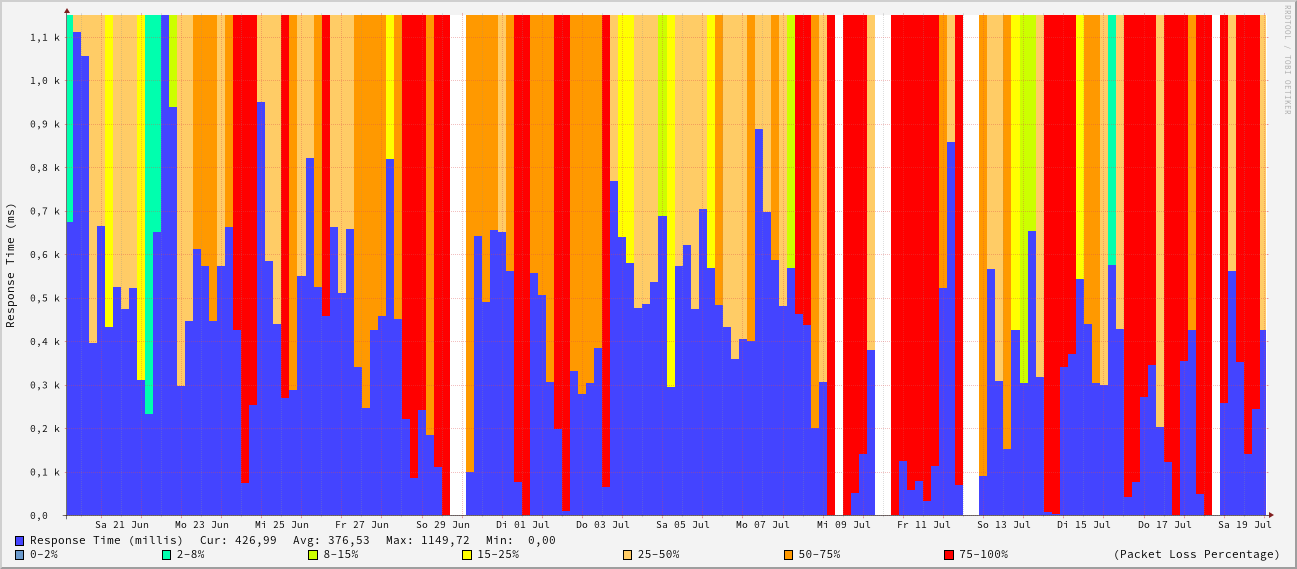 RRDTOOL / TOBI OETIKER
Response Time (ms)
1,1 k
1,0 k
0,9 k
0,8 k
0,7 k
0,6 k
0,5 k
0,4 k
0,3 k
0,2 k
0,1 k
0,0
Sa 21 Jun Mo 23 Jun Mi 25 Jun Fr 27 Jun So 29 Jun Di 01 Jul Do 03 Jul Sa 05 Jul Mo 07 Jul Mi 09 Jul Fr 11 Jul So 13 Jul Di 15 Jul Do 17 Jul Sa 19 Jul
Response Time (millis) Cur: 426,99 Avg: 376,53 Max: 1149,72 Min: 0,00
0-2% 2-8% 8-15% 15-25% 25-50% 50-75% 75-100% (Packet Loss Percentage)